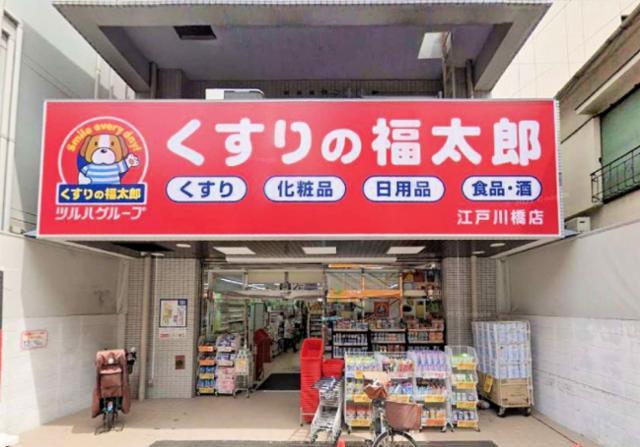 Smile every day!
くすりの福太郎
ツルハグループ
くすりの福太郎
くすり 化粧品 日用品 食品・酒
江戸川橋店